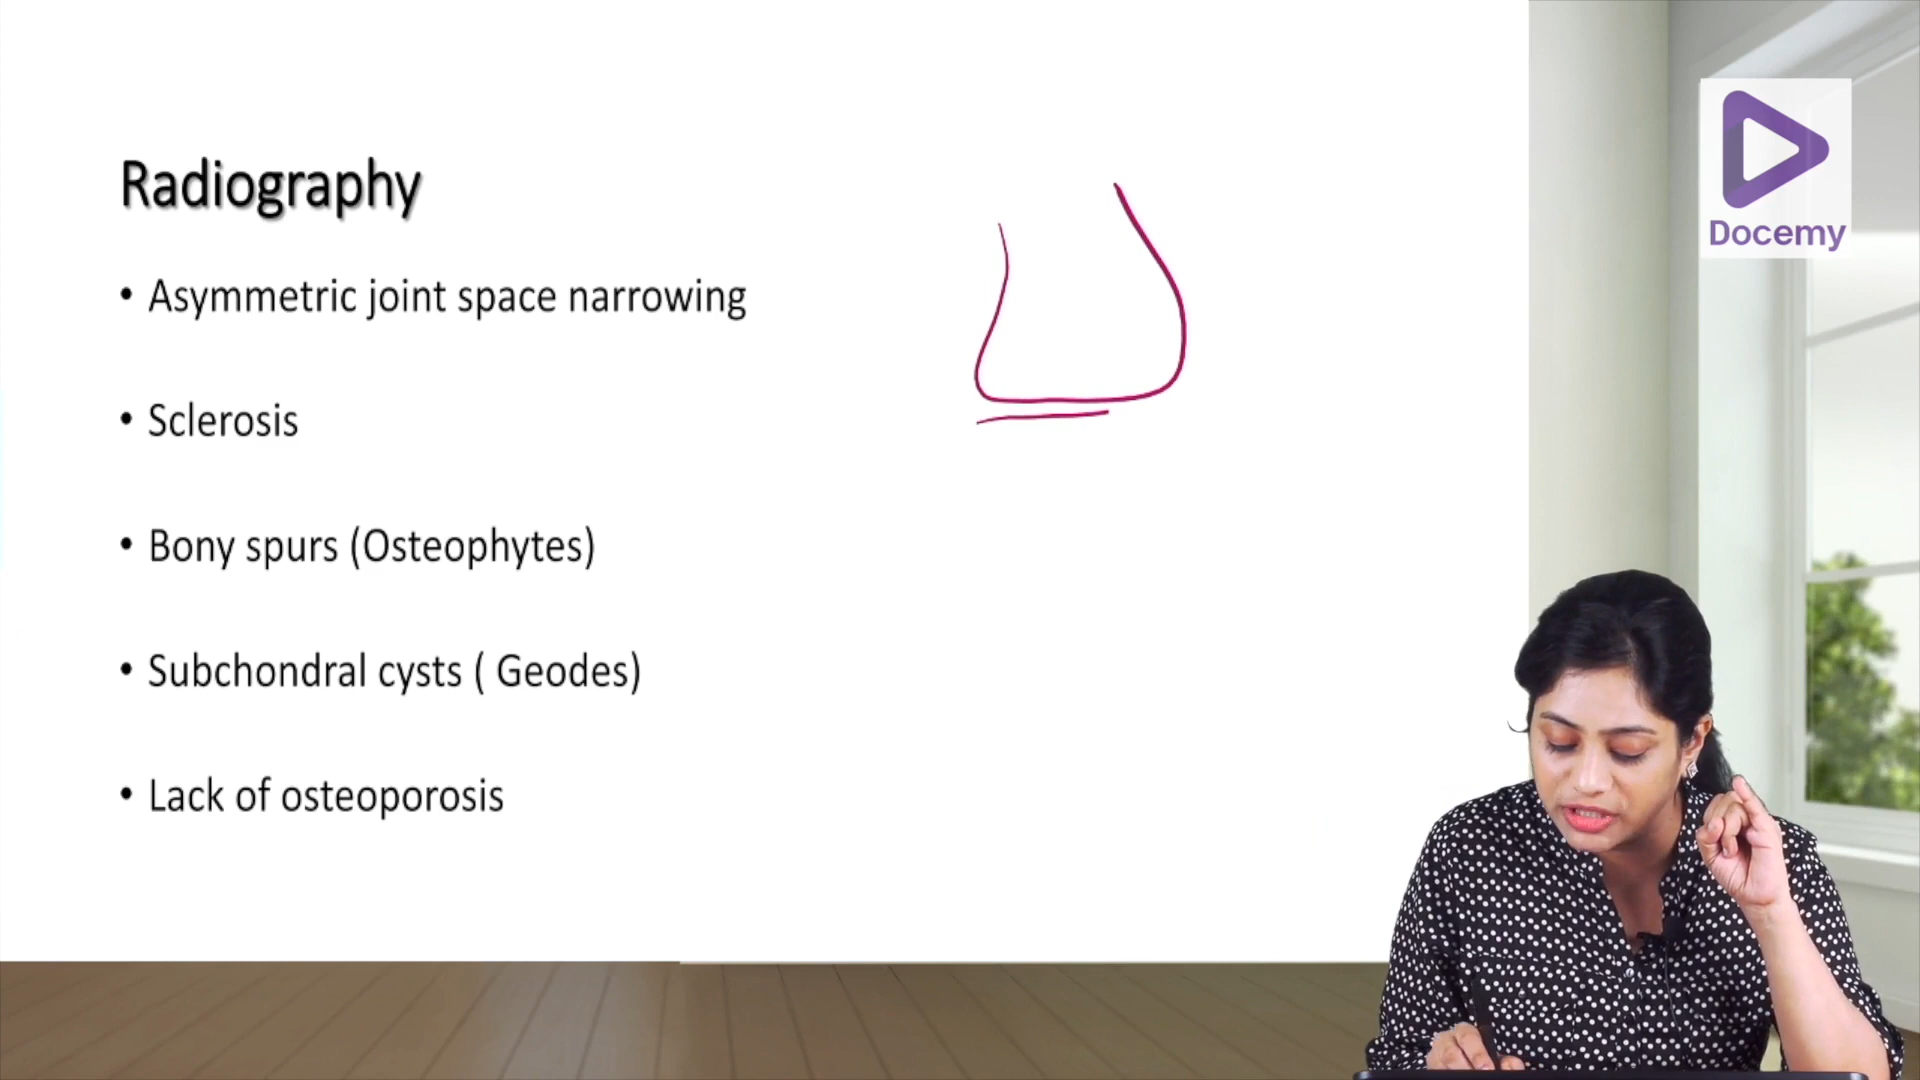 Radiography
• Asymmetric joint space narrowing
• Sclerosis
• Bony spurs (Osteophytes)
• Subchondral cysts ( Geodes)
• Lack of osteoporosis
Docemy